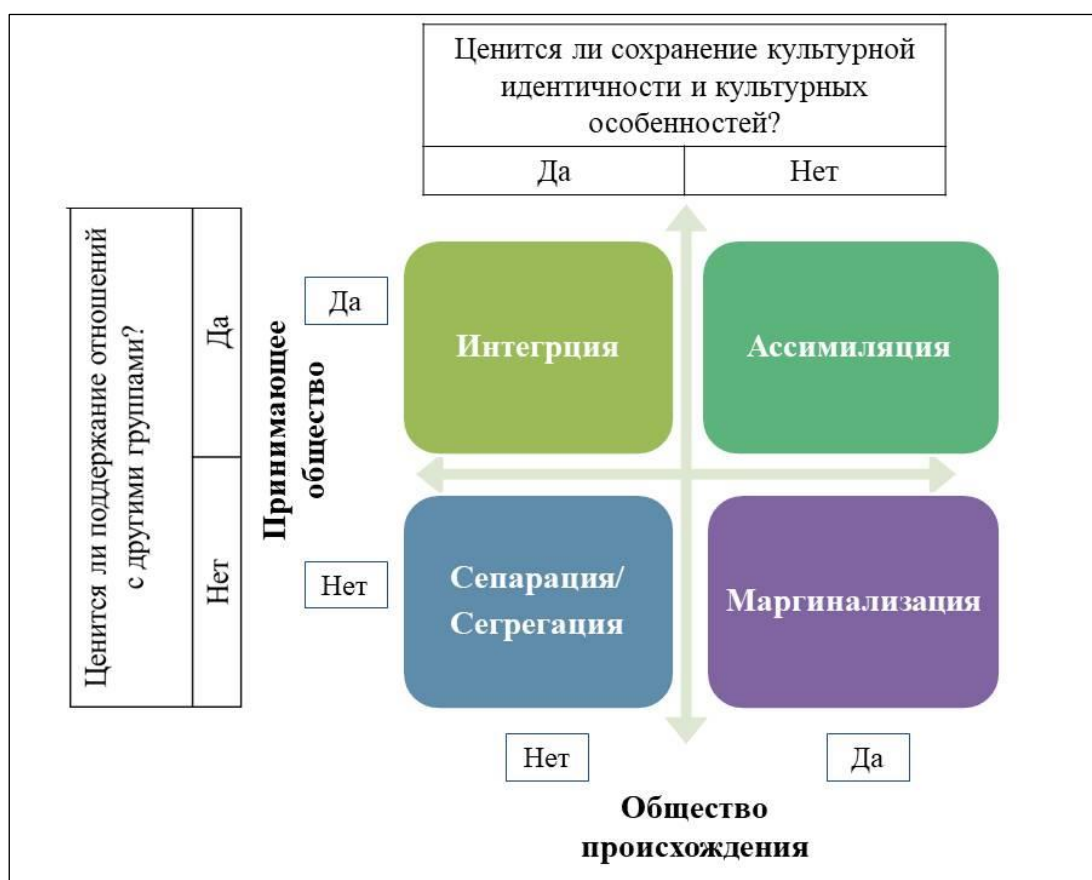 Ценится ли сохранение культурной
идентичности и культурных
особенностей?
Да
Нет
Ценится ли поддержание отношений
с другими группами?
Да
Нет
Принимающее
общество
Да
Нет
Интегрция
Ассимиляция
Сепарация/
Сегрегация
Маргинализация
Нет
Да
Общество
происхождения